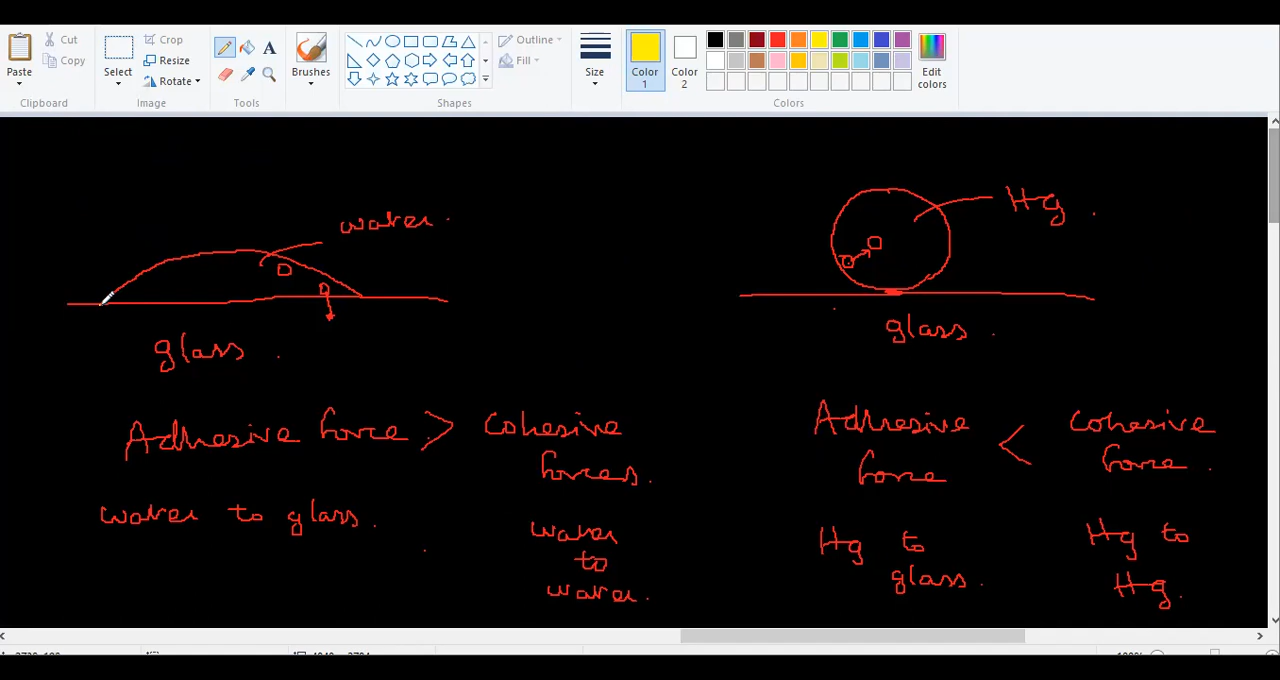 Cut
Copy
Paste
Clipboard
Crop
Resize
Rotate
Select
Image
A
Tools
Brushes
Outline
Fill
Shapes
Size
Color 1
Color 2
Edit colors
Colors
water.
glass.
Adhesive force > Cohesive forces.
water to glass.
water
to
water.
Hg.
glass.
Adhesive force < Cohesive force.
Hg to glass.
Hg to Hg.